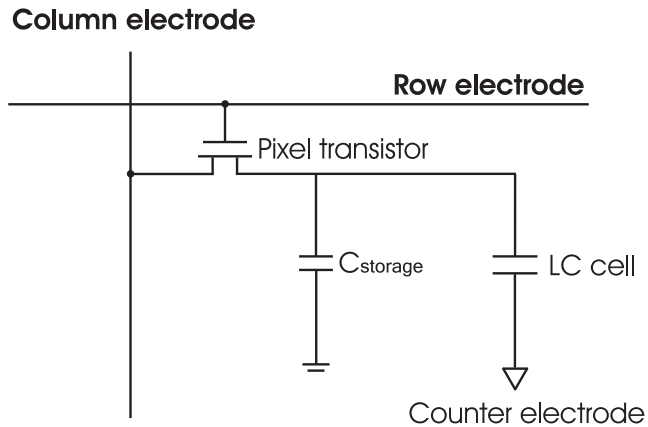 Column electrode
Row electrode
Pixel transistor
Cstorage
LC cell
Counter electrode